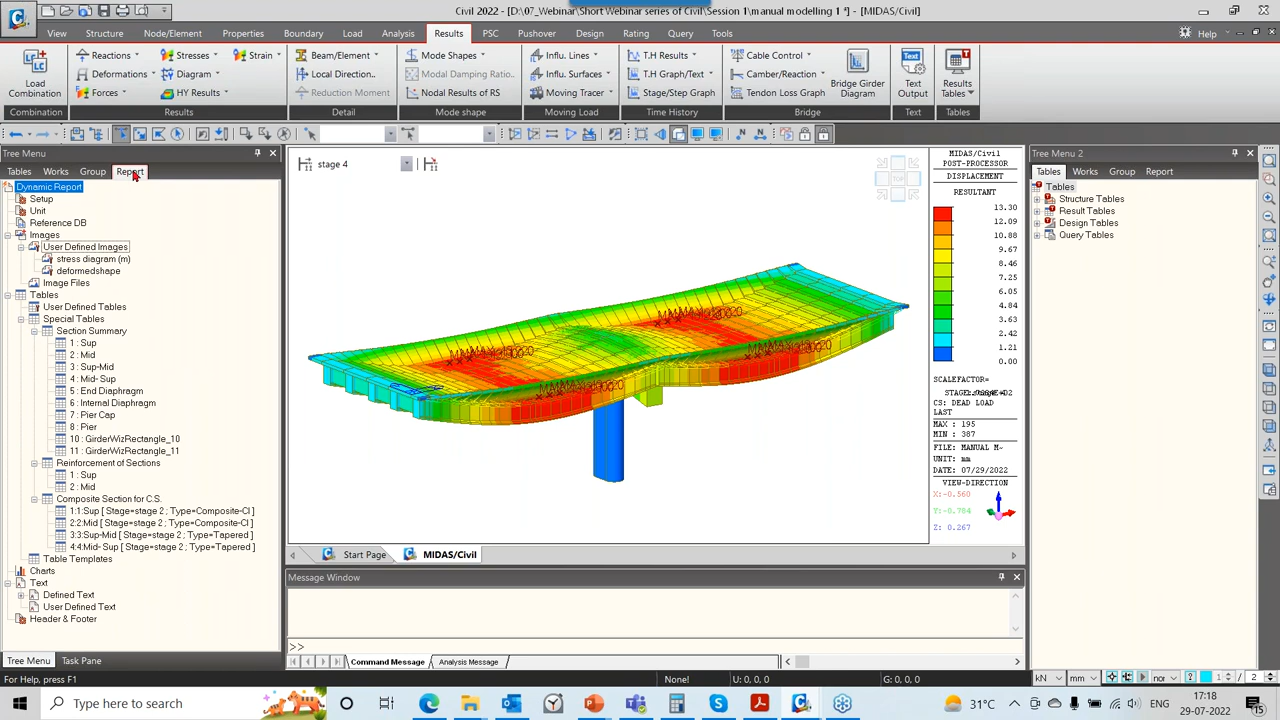 Civil 2022 - [D:\07_Webinar\Short Webinar series of Civil\Session 1\manual modelling 1 *] - [MIDAS/Civil]
View Structure Node/Element Properties Boundary Load Analysis Results PSC Pushover Design Rating Query Tools Help
Load Combination
Combination
Reactions Stresses Strain
Deformations Diagram
Forces HY Results
Results
Beam/Element
Local Direction..
Reduction Moment
Detail
Mode Shapes
Modal Damping Ratio..
Nodal Results of RS
Mode shape
Influ. Lines
Influ. Surfaces
Moving Tracer
Moving Load
T.H Results
T.H Graph/Text
Stage/Step Graph
Time History
Cable Control
Camber/Reaction
Tendon Loss Graph
Bridge Girder Diagram
Bridge
Text Output
Text
Results Tables
Tables
Tree Menu
Tables Works Group Report
Dynamic Report
Setup
Unit
Reference DB
Images
User Defined Images
stress diagram (m)
deformedshape
Image Files
Tables
User Defined Tables
Special Tables
Section Summary
1 : Sup
2 : Mid
3 : Sup-Mid
4 : Mid- Sup
5 : End Diaphragm
6 : Internal Diaphragm
7 : Pier Cap
8 : Pier
10 : GirderWizRectangle_10
11 : GirderWizRectangle_11
Reinforcement of Sections
1 : Sup
2 : Mid
Composite Section for C.S.
1:1:Sup [ Stage=stage 2 ; Type=Composite-CI ]
2:2:Mid [ Stage=stage 2 ; Type=Composite-CI ]
3:3:Sup-Mid [ Stage=stage 2 ; Type=Tapered ]
4:4:Mid- Sup [ Stage=stage 2 ; Type=Tapered ]
Table Templates
Charts
Text
Defined Text
User Defined Text
Header & Footer
Tree Menu Task Pane
stage 4
TOP
MIDAS/Civil
POST-PROCESSOR
DISPLACEMENT
RESULTANT
13.30
12.09
10.88
9.67
8.46
7.25
6.04
4.84
3.63
2.42
1.21
0.00
SCALEFACTOR=
CS: DEAD LOAD
LAST
MAX : 195
MIN : 387
FILE: MANUAL M~
UNIT: mm
DATE: 07/29/2022
VIEW-DIRECTION
X:-0.560
Y:-0.784
Z: 0.267
Start Page MIDAS/Civil
Message Window
>>
Command Message Analysis Message
Tree Menu 2
Tables Works Group Report
Tables
Structure Tables
Result Tables
Design Tables
Query Tables
For Help, press F1 None! U: 0, 0, 0 G: 0, 0, 0 kN mm nor 1 / 2
Type here to search
31°C ENG
17:18
29-07-2022
15